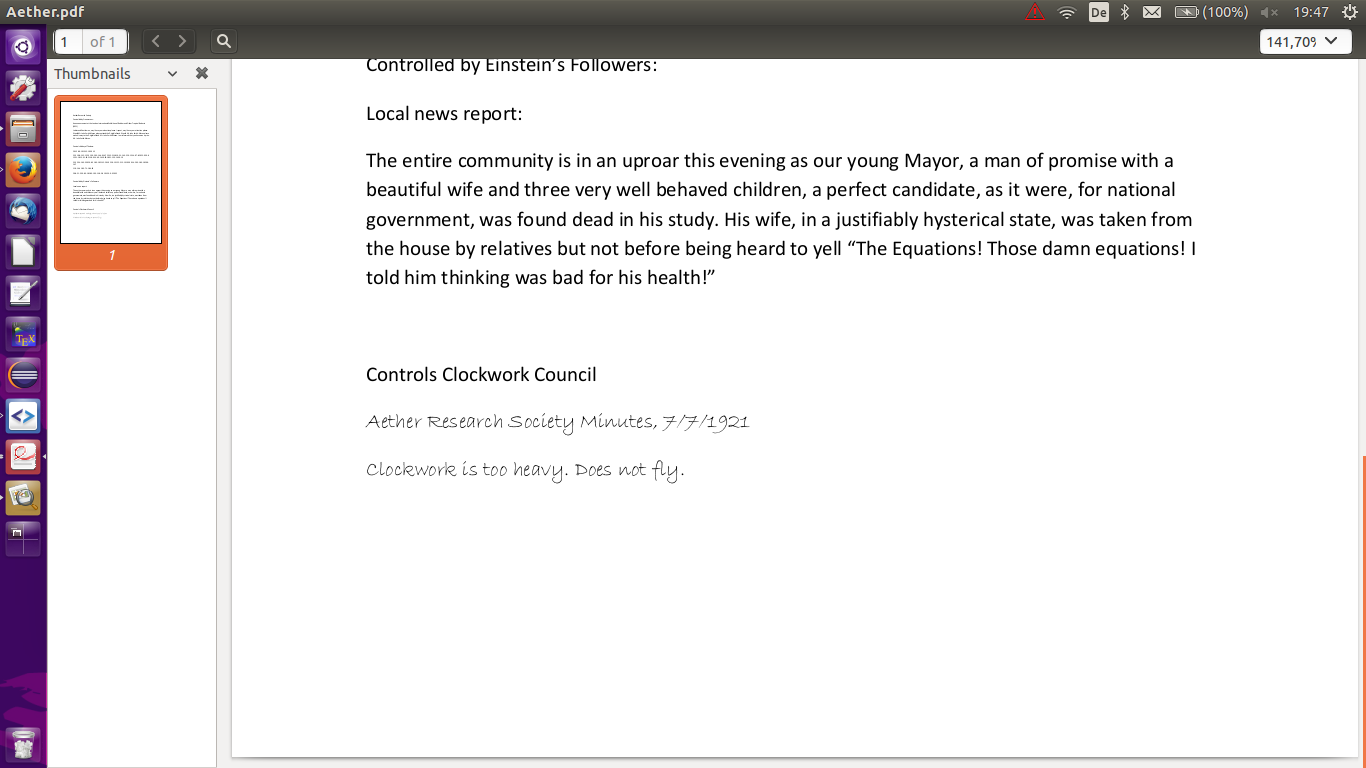 Aether.pdf
De
(100%)
19:47
1
of 1
141,70%
Thumbnails
1
Controlled by Einstein's Followers:
Local news report:
The entire community is in an uproar this evening as our young Mayor, a man of promise with a
beautiful wife and three very well behaved children, a perfect candidate, as it were, for national
government, was found dead in his study. His wife, in a justifiably hysterical state, was taken from
the house by relatives but not before being heard to yell “The Equations! Those damn equations! I
told him thinking was bad for his health!”
Controls Clockwork Council
Aether Research Society Minutes, 7/7/1921
Clockwork is too heavy. Does not fly.